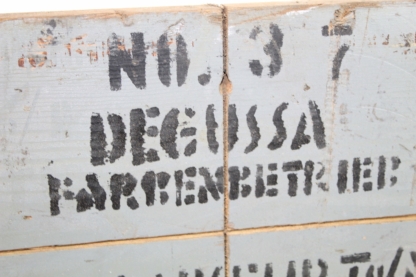 NO. 37
DEGUSSA
FARBENBETRIEB